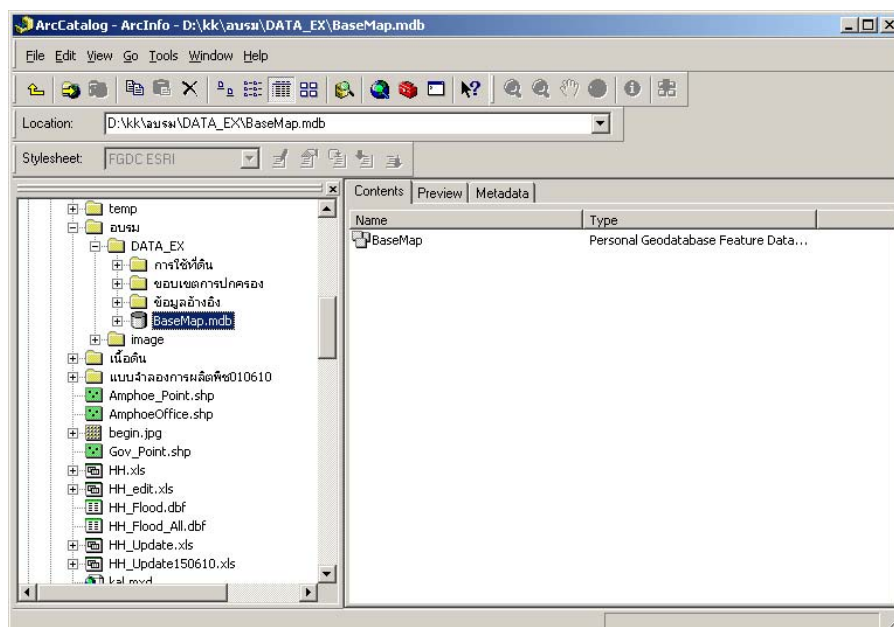 ArcCatalog - ArcInfo - D:\kk\อบรม\DATA_EX\BaseMap.mdb
File Edit View Go Tools Window Help
Location: D:\kk\อบรม\DATA_EX\BaseMap.mdb
Stylesheet: FGDC ESRI
Contents Preview Metadata
Name Type
BaseMap Personal Geodatabase Feature Data...
temp
อบรม
DATA_EX
การใช้ที่ดิน
ขอบเขตการปกครอง
ข้อมูลอ้างอิง
BaseMap.mdb
image
เนื้อดิน
แบบจำลองการผลิตพืช010610
Amphoe_Point.shp
AmphoeOffice.shp
begin.jpg
Gov_Point.shp
HH.xls
HH_edit.xls
HH_Flood.dbf
HH_Flood_All.dbf
HH_Update.xls
HH_Update150610.xls
kal.mxd